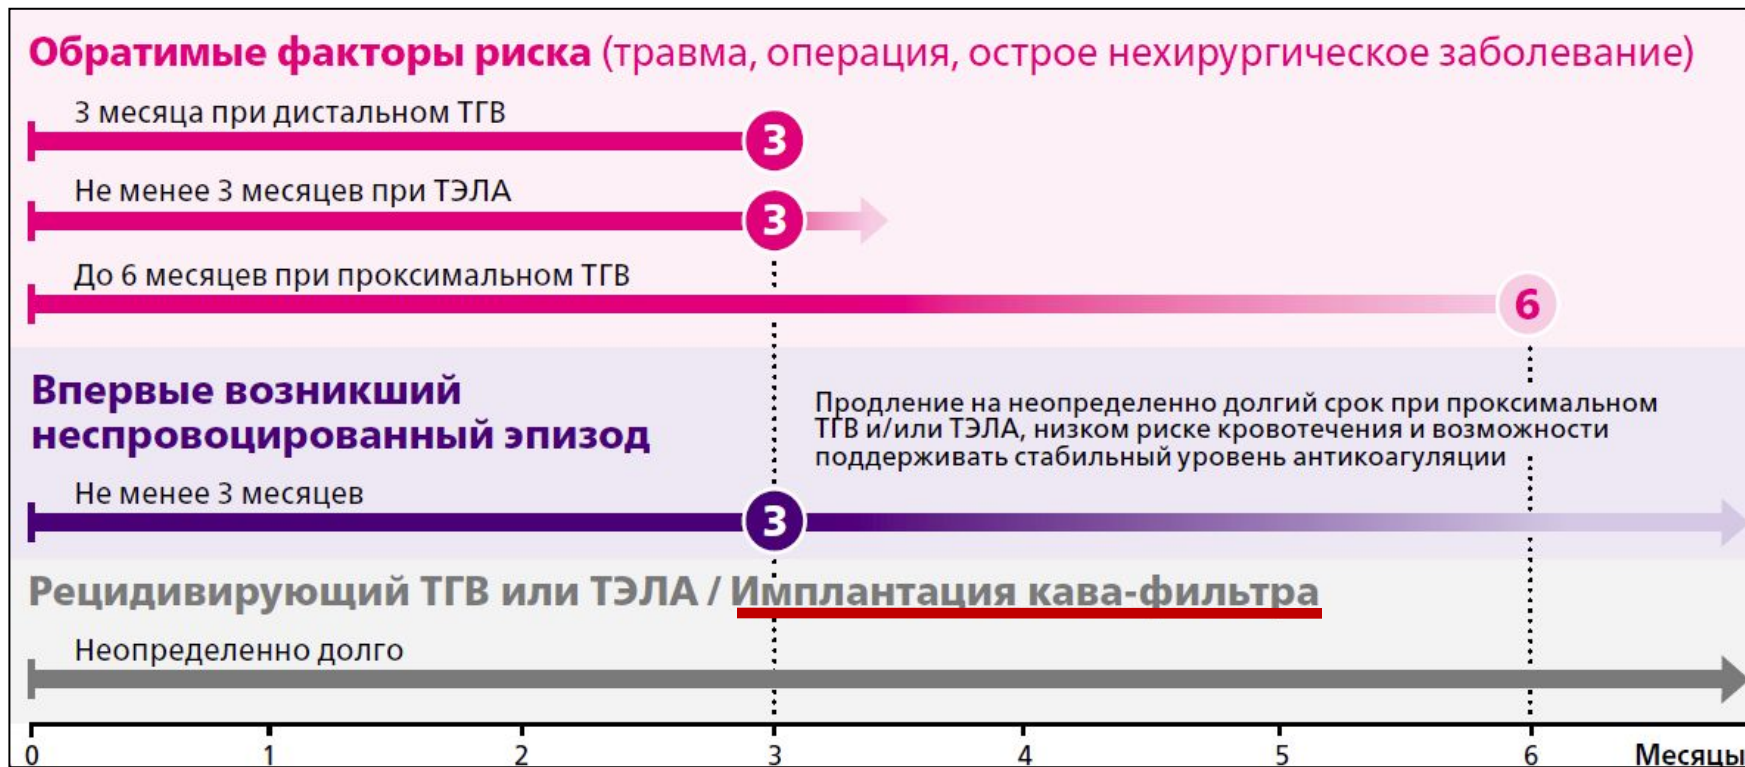 Обратимые факторы риска (травма, операция, острое нехирургическое заболевание)
3 месяца при дистальном ТГВ
3
Не менее 3 месяцев при ТЭЛА
3
До 6 месяцев при проксимальном ТГВ
6
Впервые возникший
неспровоцированный эпизод
Продление на неопределенно долгий срок при проксимальном
ТГВ и/или ТЭЛА, низком риске кровотечения и возможности
поддерживать стабильный уровень антикоагуляции
Не менее 3 месяцев
3
Рецидивирующий ТГВ или ТЭЛА / Имплантация кава-фильтра
Неопределенно долго
0 1 2 3 4 5 6 Месяцы